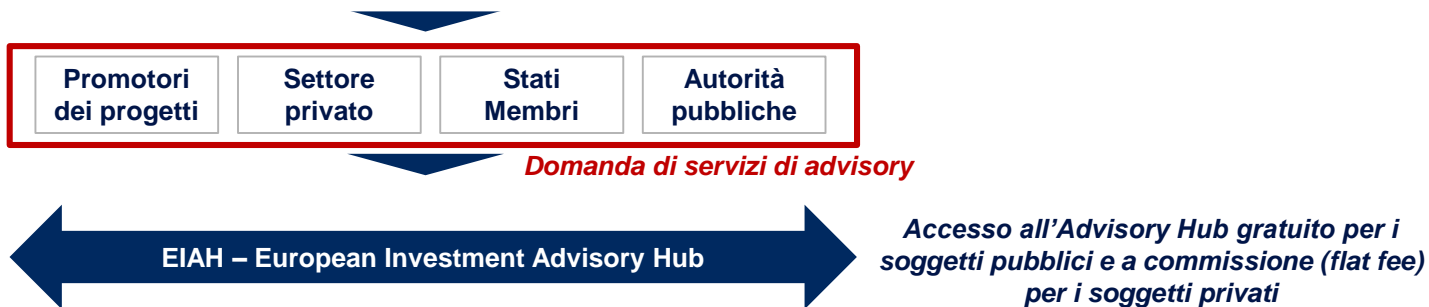 Promotori
dei progetti
Settore
privato
Stati
Membri
Autorità
pubbliche
Domanda di servizi di advisory
EIAH – European Investment Advisory Hub
Accesso all’Advisory Hub gratuito per i
soggetti pubblici e a commissione (flat fee)
per i soggetti privati